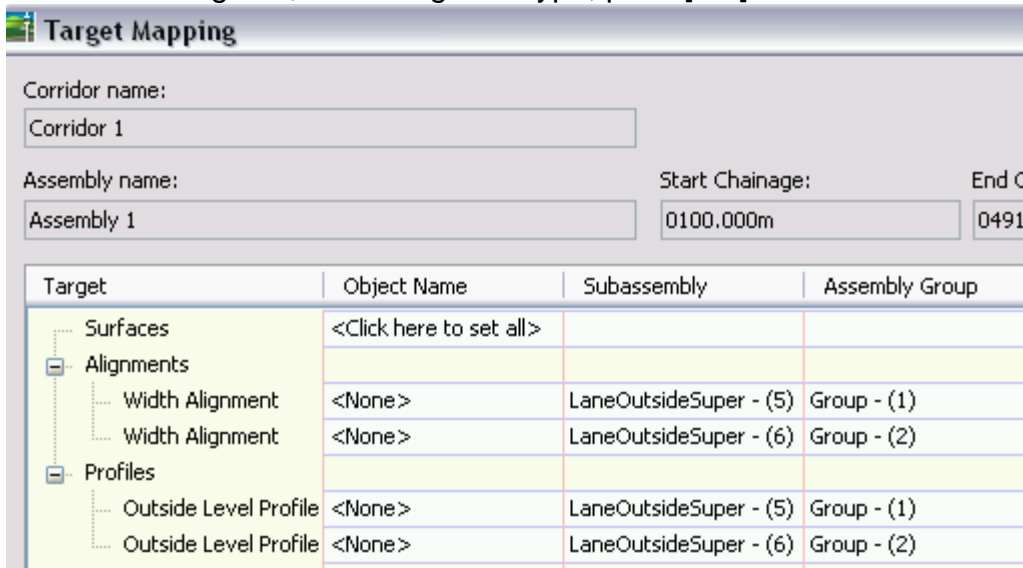 Target Mapping
Corridor name:
Corridor 1
Assembly name: Start Chainage: End
Assembly 1 0100.000m 0491
Target Object Name Subassembly Assembly Group
Surfaces <Click here to set all>
Alignments
Width Alignment <None> LaneOutsideSuper - (5) Group - (1)
Width Alignment <None> LaneOutsideSuper - (6) Group - (2)
Profiles
Outside Level Profile <None> LaneOutsideSuper - (5) Group - (1)
Outside Level Profile <None> LaneOutsideSuper - (6) Group - (2)